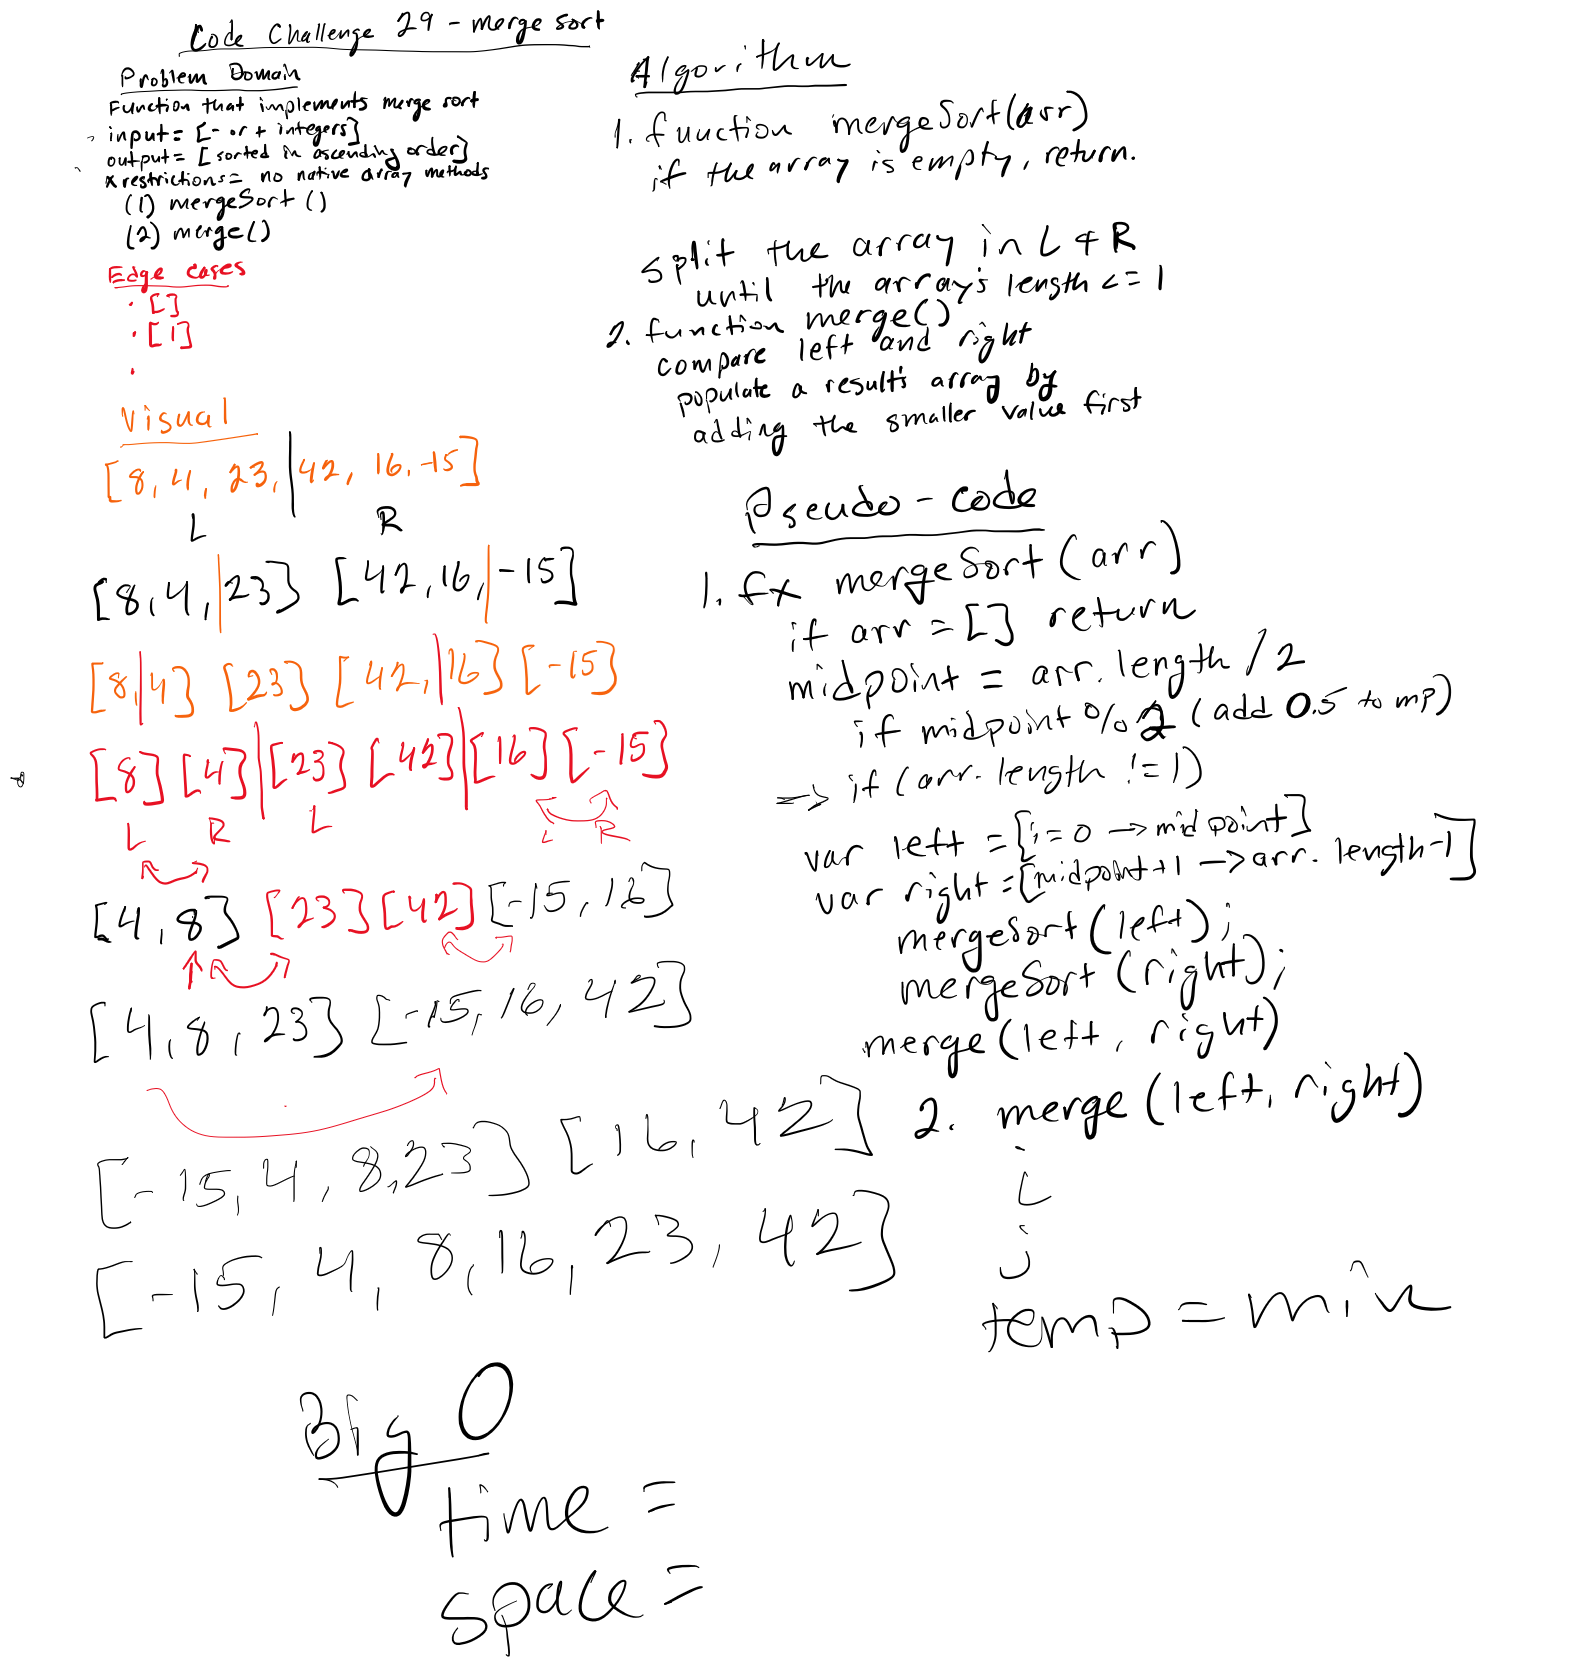 Code Challenge 29 - merge sort
Problem Domain
Function that implements merge sort
input = [- or + integers]
output = [sorted in ascending order]
* restrictions = no native array methods
(1) mergeSort ()
(2) merge()
Edge cases
· []
· [1]
·
Visual
[8, 4, 23, | 42, 16, -15]
L R
[8, 4, | 23] [42, 16, | -15]
[8, | 4] [23] [42, | 16] [-15]
[8] [4] | [23] [42] | [16] [-15]
L R L L R
[4, 8] [23] [42] [-15, 16]
[4, 8, 23] [-15, 16, 42]
[-15, 4, 8, 23] [16, 42]
[-15, 4, 8, 16, 23, 42]
Big O
time =
space =
Algorithm
1. function mergeSort(arr)
if the array is empty, return.
split the array in L & R
until the array's length <= 1
2. function merge()
compare left and right
populate a result's array by
adding the smaller value first
Pseudo-code
1. fx mergeSort(arr)
if arr = [] return
midpoint = arr.length / 2
if midpoint % 2 (add 0.5 to mp)
=> if (arr.length != 1)
var left = [i = 0 -> midpoint]
var right = [midpoint+1 -> arr.length-1]
mergeSort(left);
mergeSort(right);
merge(left, right)
2. merge(left, right)
i
j
temp = min